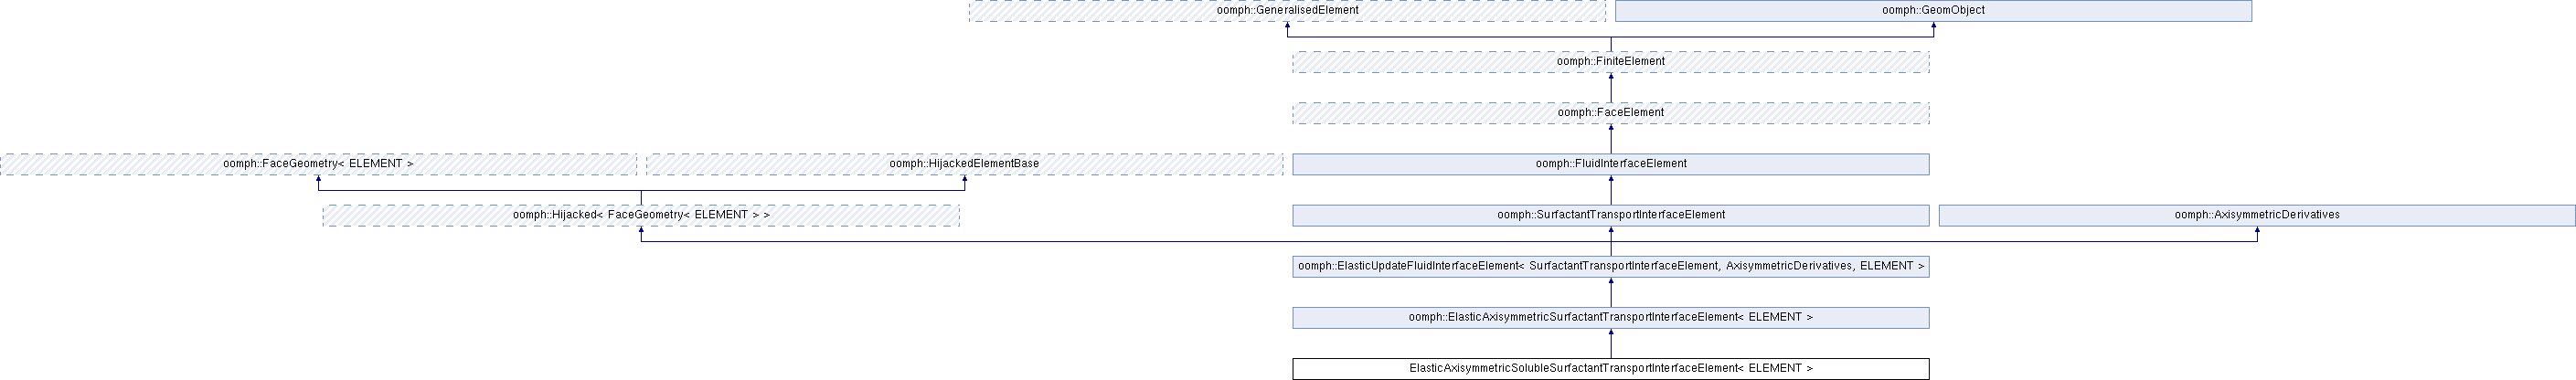 oomph::GeneralisedElement
oomph::GeomObject
oomph::FiniteElement
oomph::FaceElement
oomph::FaceGeometry< ELEMENT >
oomph::HijackedElementBase
oomph::FluidInterfaceElement
oomph::Hijacked< FaceGeometry< ELEMENT > >
oomph::SurfactantTransportInterfaceElement
oomph::AxisymmetricDerivatives
oomph::ElasticUpdateFluidInterfaceElement< SurfactantTransportInterfaceElement, AxisymmetricDerivatives, ELEMENT >
oomph::ElasticAxisymmetricSurfactantTransportInterfaceElement< ELEMENT >
ElasticAxisymmetricSolubleSurfactantTransportInterfaceElement< ELEMENT >